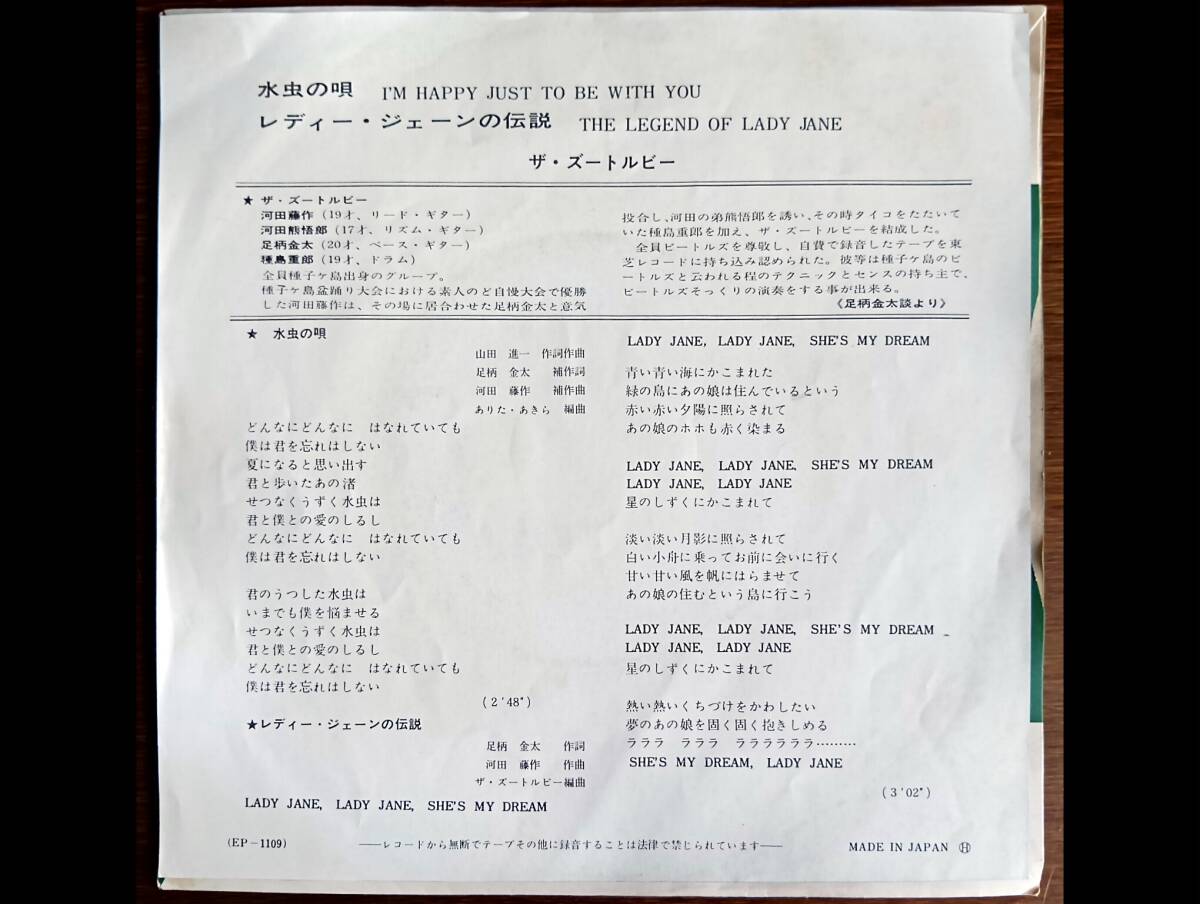 水虫の唄 I'M HAPPY JUST TO BE WITH YOU
レディー・ジェーンの伝説 THE LEGEND OF LADY JANE
ザ・ズートルビー
★ ザ・ズートルビー
河田藤作(19才、リード・ギター)
河田熊悟郎(17才、リズム・ギター)
足柄金太(20才、ベース・ギター)
種島重郎(19才、ドラム)
全員種子ヶ島出身のグループ。
種子ヶ島盆踊り大会における素人のど自慢大会で優勝
した河田藤作は、その場に居合わせた足柄金太と意気
投合し、河田の弟熊悟郎を誘い、その時タイコをたたいて
いた種島重郎を加え、ザ・ズートルビーを結成した。
全員ビートルズを尊敬し、自費で録音したテープを東
芝レコードに持ち込み認められた。彼等は種子ヶ島のビ
ートルズと云われる程のテクニックとセンスの持ち主で、
ビートルズそっくりの演奏をする事が出来る。
《足柄金太談より》
★ 水虫の唄
山田 進一 作詞作曲
足柄 金太 補作詞
河田 藤作 補作曲
ありた・あきら 編曲
どんなにどんなに はなれていても
僕は君を忘れはしない
夏になると思い出す
君と歩いたあの渚
せつなくうずく水虫は
君と僕との愛のしるし
どんなにどんなに はなれていても
僕は君を忘れはしない
君のうつした水虫は
いまでも僕を悩ませる
せつなくうずく水虫は
君と僕との愛のしるし
どんなにどんなに はなれていても
僕は君を忘れはしない
(2'48")
★レディー・ジェーンの伝説
足柄 金太 作詞
河田 藤作 作曲
ザ・ズートルビー編曲
LADY JANE, LADY JANE, SHE'S MY DREAM
LADY JANE, LADY JANE, SHE'S MY DREAM
青い青い海にかこまれた
緑の島にあの娘は住んでいるという
赤い赤い夕陽に照らされて
あの娘のホホも赤く染まる
LADY JANE, LADY JANE, SHE'S MY DREAM
LADY JANE, LADY JANE
星のしずくにかこまれて
淡い淡い月影に照らされて
白い小舟に乗ってお前に会いに行く
甘い甘い風を帆にはらませて
あの娘の住むという島に行こう
LADY JANE, LADY JANE, SHE'S MY DREAM
LADY JANE, LADY JANE
星のしずくにかこまれて
熱い熱いくちづけをかわしたい
夢のあの娘を固く固く抱きしめる
ラララ ラララ ララララララ………
SHE'S MY DREAM, LADY JANE
(3'02")
(EP-1109)
——レコードから無断でテープその他に録音することは法律で禁じられています——
MADE IN JAPAN Ⓗ